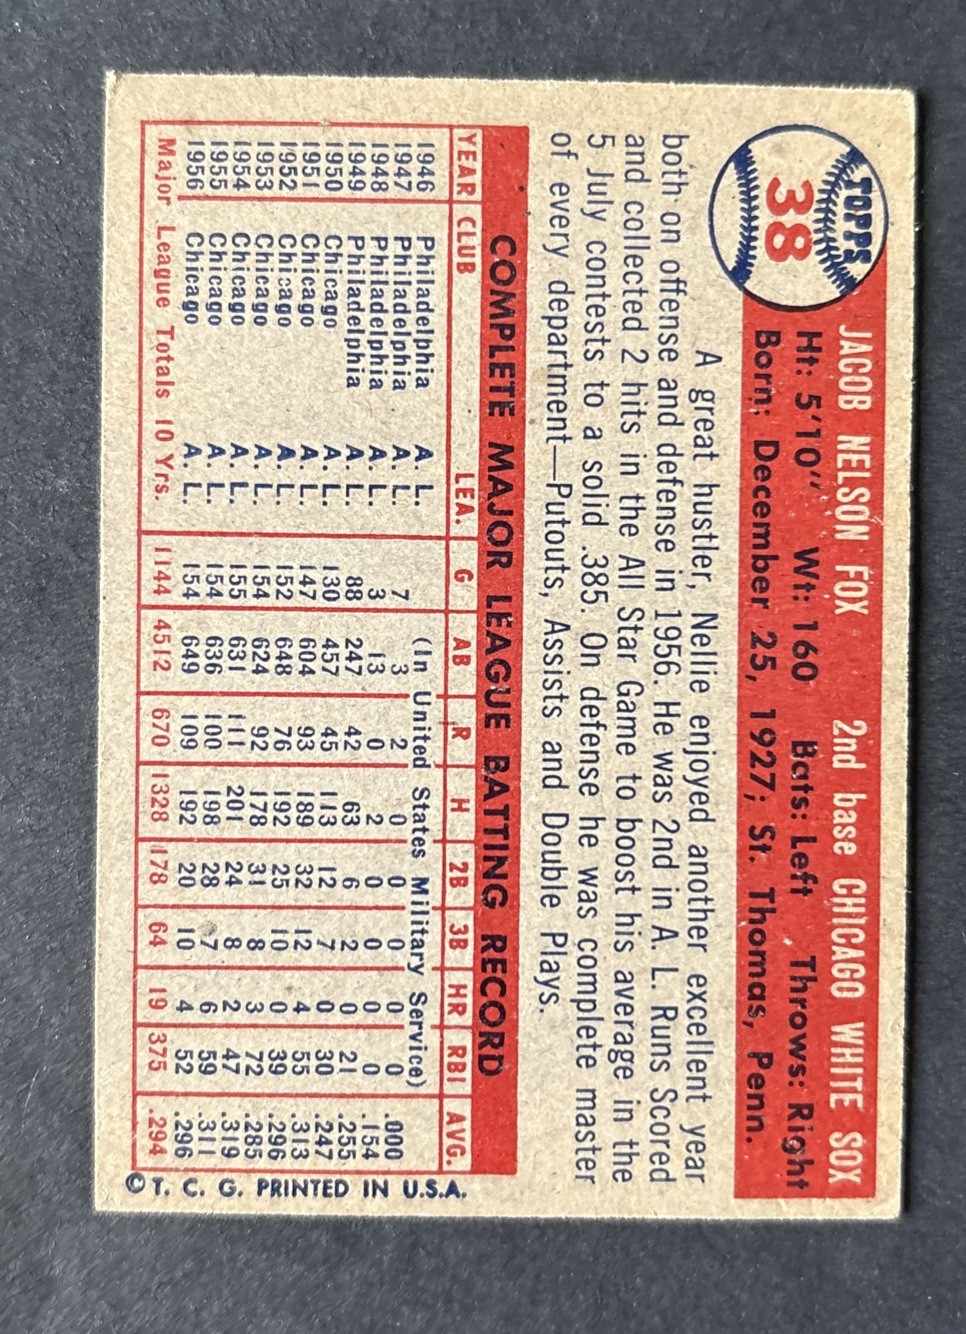 TOPPS
38
JACOB NELSON FOX 2nd base CHICAGO WHITE SOX
Ht: 5'10" Wt: 160 Bats: Left Throws: Right
Born: December 25, 1927; St. Thomas, Penn.
A great hustler, Nellie enjoyed another excellent year
both on offense and defense in 1956. He was 2nd in A. L. Runs Scored
and collected 2 hits in the All Star Game to boost his average in the
5 July contests to a solid .385. On defense he was complete master
of every department—Putouts, Assists and Double Plays.
COMPLETE MAJOR LEAGUE BATTING RECORD
YEAR CLUB LEA. G AB R H 2B 3B HR RBI AVG.
1946 Philadelphia A. L. (In United States Military Service)
1947 Philadelphia A. L. 7 3 2 0 0 0 0 0 .000
1948 Philadelphia A. L. 3 13 0 2 0 0 0 0 .154
1949 Philadelphia A. L. 88 247 42 63 6 2 0 21 .255
1950 Chicago A. L. 130 457 45 113 12 7 0 30 .247
1951 Chicago A. L. 147 604 93 189 32 12 4 55 .313
1952 Chicago A. L. 152 648 76 192 25 10 0 39 .296
1953 Chicago A. L. 154 624 92 178 31 8 3 72 .285
1954 Chicago A. L. 155 631 111 201 24 8 2 47 .319
1955 Chicago A. L. 154 636 100 198 28 7 6 59 .311
1956 Chicago A. L. 154 649 109 192 20 10 4 52 .296
Major League Totals 10 Yrs. 1144 4512 670 1328 178 64 19 375 .294
© T. C. G. PRINTED IN U.S.A.